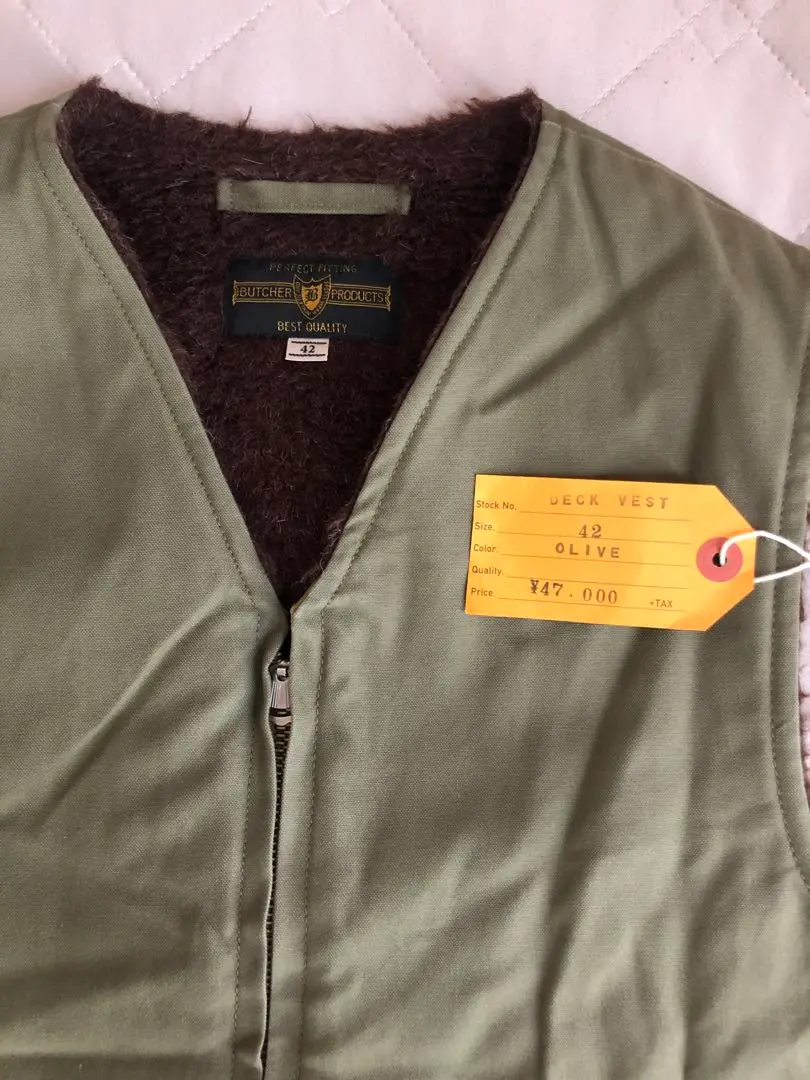 PERFECT FITTING
BUTCHER B PRODUCTS
BEST QUALITY
42
Stock No. DECK VEST
Size. 42
Color. OLIVE
Quality.
Price. ¥47.000 +TAX